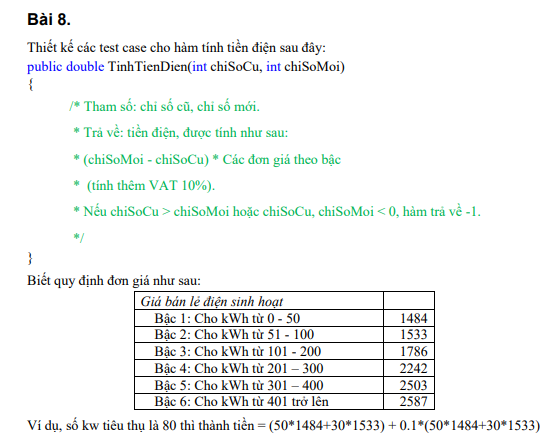 Bài 8.
Thiết kế các test case cho hàm tính tiền điện sau đây:
public double TinhTienDien(int chiSoCu, int chiSoMoi)
{
/* Tham số: chỉ số cũ, chỉ số mới.
* Trả về: tiền điện, được tính như sau:
* (chiSoMoi - chiSoCu) * Các đơn giá theo bậc
* (tính thêm VAT 10%).
* Nếu chiSoCu > chiSoMoi hoặc chiSoCu, chiSoMoi < 0, hàm trả về -1.
*/
}
Biết quy định đơn giá như sau:
Giá bán lẻ điện sinh hoạt
Bậc 1: Cho kWh từ 0 - 50 1484
Bậc 2: Cho kWh từ 51 - 100 1533
Bậc 3: Cho kWh từ 101 - 200 1786
Bậc 4: Cho kWh từ 201 – 300 2242
Bậc 5: Cho kWh từ 301 – 400 2503
Bậc 6: Cho kWh từ 401 trở lên 2587
Ví dụ, số kw tiêu thụ là 80 thì thành tiền = (50*1484+30*1533) + 0.1*(50*1484+30*1533)